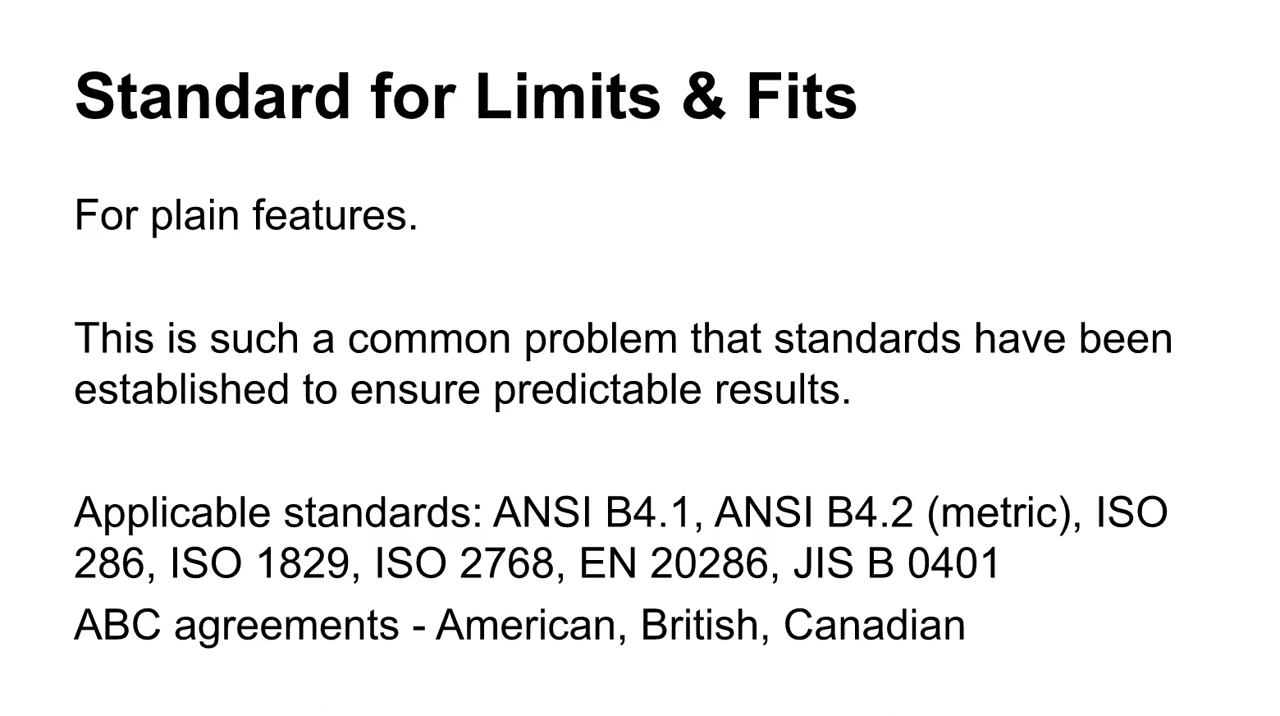 Standard for Limits & Fits
For plain features.
This is such a common problem that standards have been
established to ensure predictable results.
Applicable standards: ANSI B4.1, ANSI B4.2 (metric), ISO
286, ISO 1829, ISO 2768, EN 20286, JIS B 0401
ABC agreements - American, British, Canadian